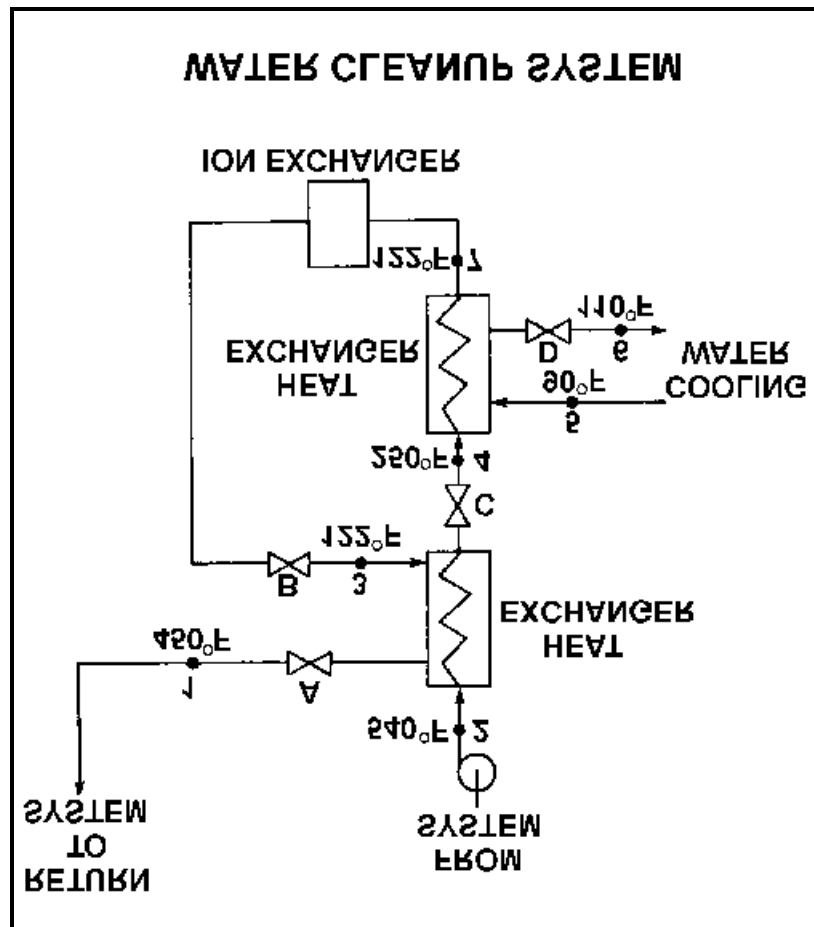 RETURN
TO
SYSTEM
FROM
SYSTEM
540°F
2
1
450°F
A
HEAT
EXCHANGER
B
3
122°F
C
250°F
4
5
90°F
COOLING
WATER
D
6
110°F
HEAT
EXCHANGER
122°F
7
ION EXCHANGER
WATER CLEANUP SYSTEM